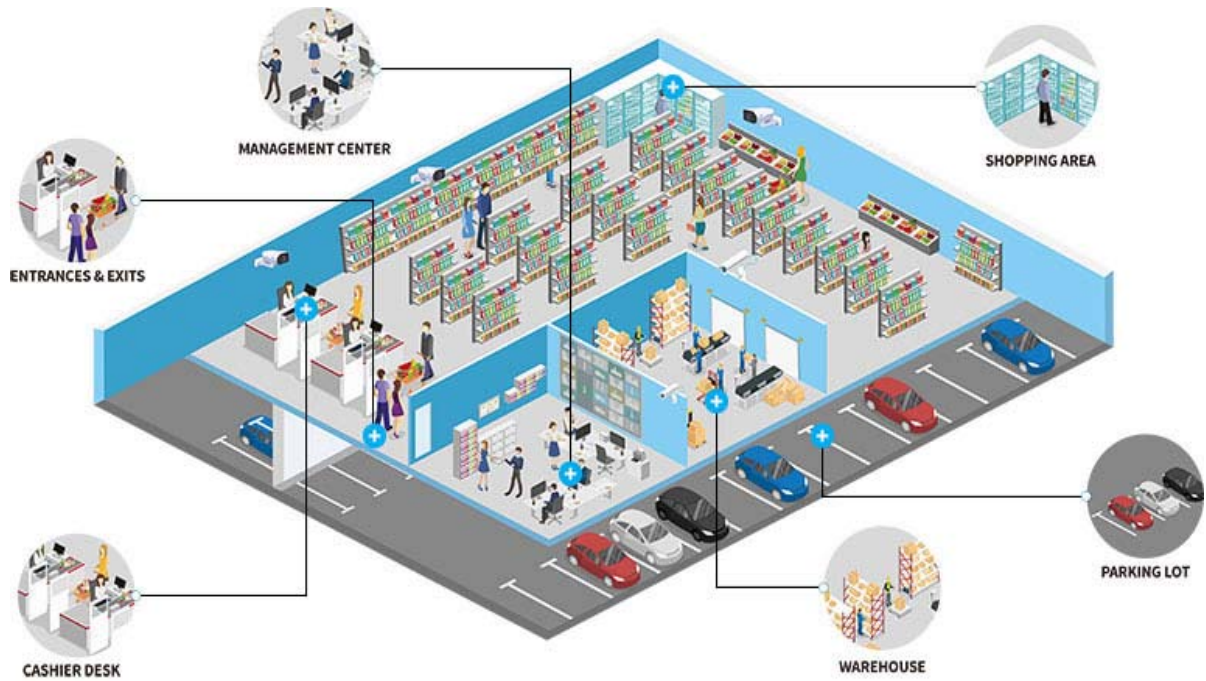 MANAGEMENT CENTER
SHOPPING AREA
ENTRANCES & EXITS
PARKING LOT
CASHIER DESK
WAREHOUSE